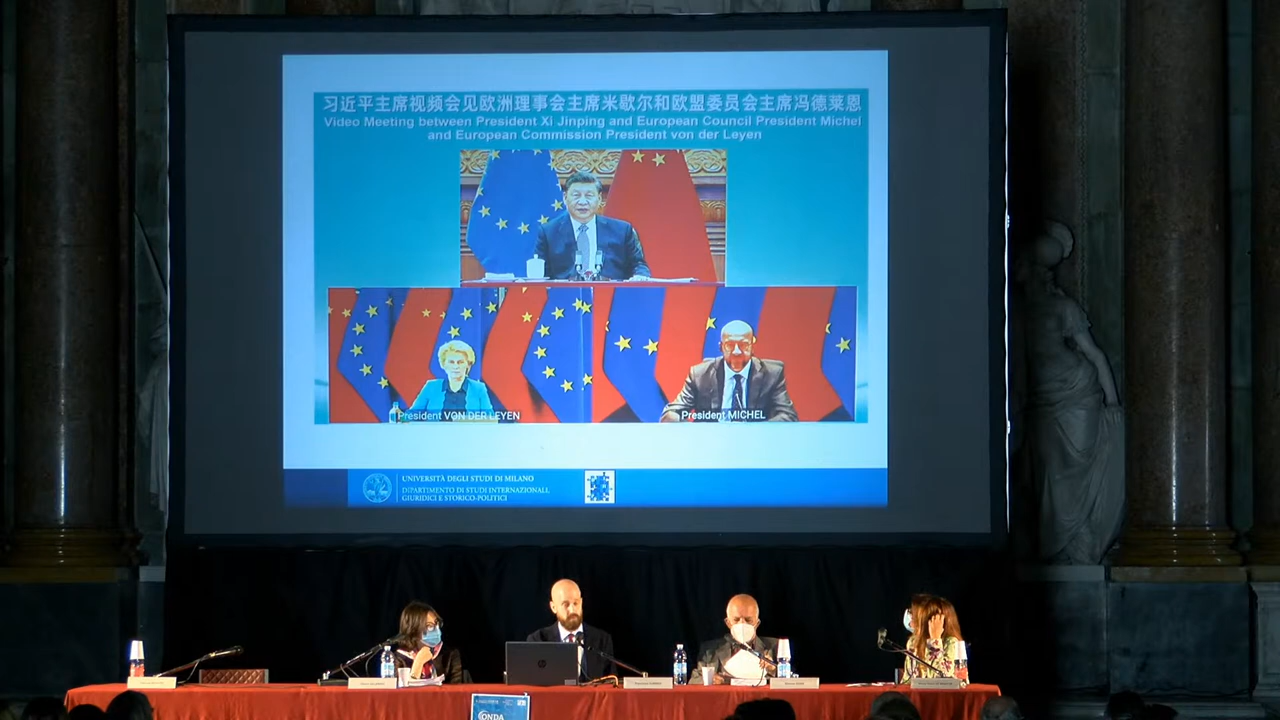 习近平主席视频会见欧洲理事会主席米歇尔和欧盟委员会主席冯德莱恩
Video Meeting between President Xi Jinping and European Council President Michel
and European Commission President von der Leyen
President VON DER LEYEN
President MICHEL
UNIVERSITÀ DEGLI STUDI DI MILANO
DIPARTIMENTO DI STUDI INTERNAZIONALI,
GIURIDICI E STORICO-POLITICI
ONDA